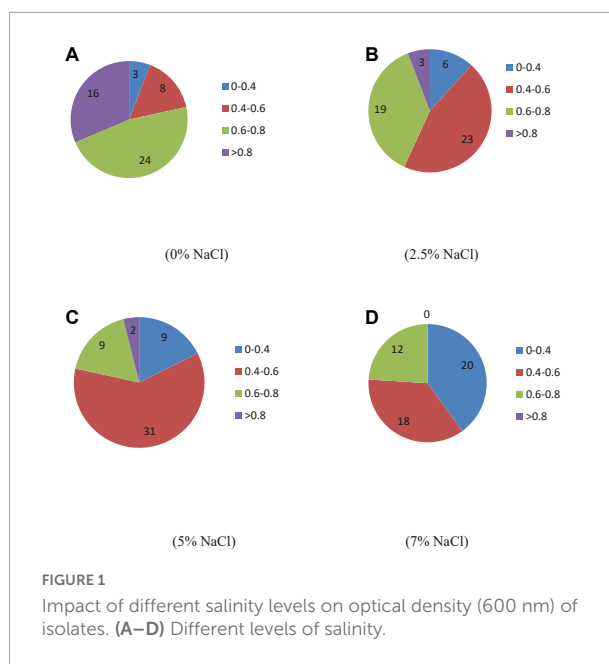 A
3
8
24
16
0-0.4
0.4-0.6
0.6-0.8
>0.8
(0% NaCl)
B
3
6
23
19
0-0.4
0.4-0.6
0.6-0.8
>0.8
(2.5% NaCl)
C
2
9
9
31
0-0.4
0.4-0.6
0.6-0.8
>0.8
(5% NaCl)
D
0
12
20
18
0-0.4
0.4-0.6
0.6-0.8
>0.8
(7% NaCl)
FIGURE 1
Impact of different salinity levels on optical density (600 nm) of
isolates. (A–D) Different levels of salinity.